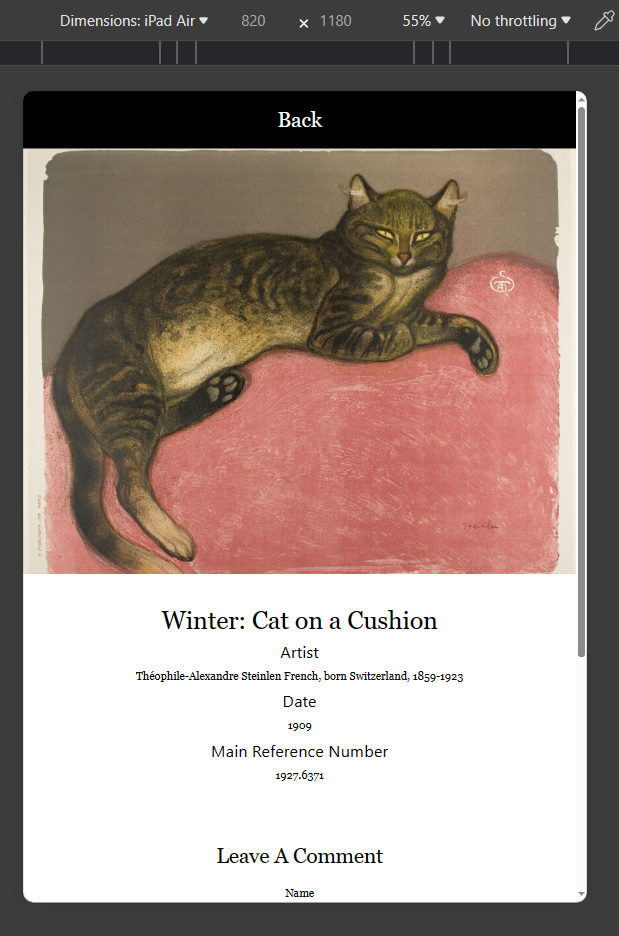 Dimensions: iPad Air ▼ 820 × 1180 55% ▼ No throttling ▼
Back
Steinlen
Winter: Cat on a Cushion
Artist
Théophile-Alexandre Steinlen French, born Switzerland, 1859-1923
Date
1909
Main Reference Number
1927.6371
Leave A Comment
Name